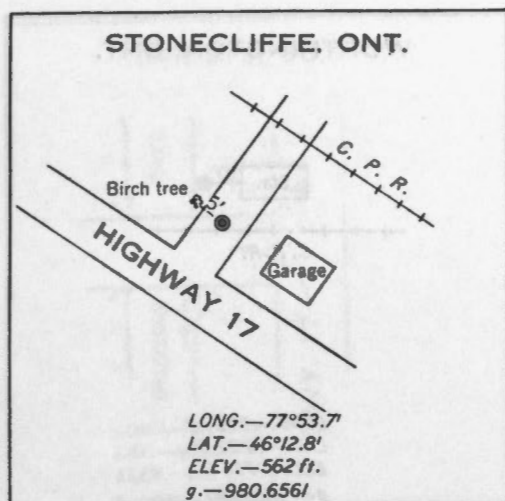 STONECLIFFE. ONT.
C. P. R.
Birch tree
5'
Garage
HIGHWAY 17
LONG.—77°53.7'
LAT.—46°12.8'
ELEV.—562 ft.
g.—980.6561